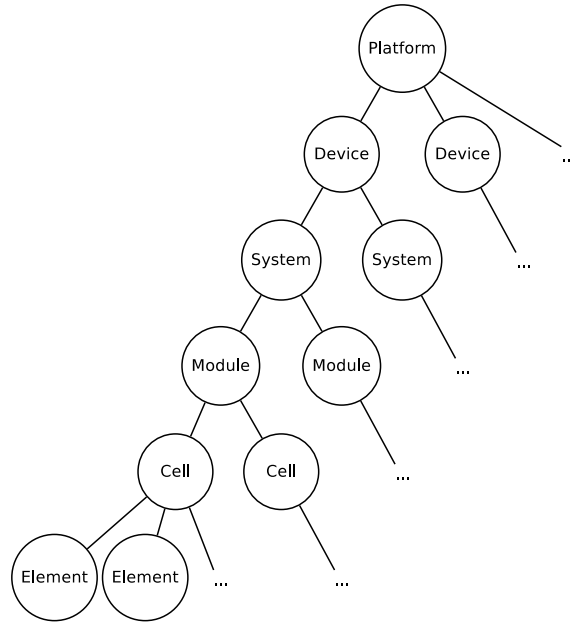 Platform
Device
Device
..
System
System
...
Module
Module
...
Cell
Cell
...
Element
Element
...
...